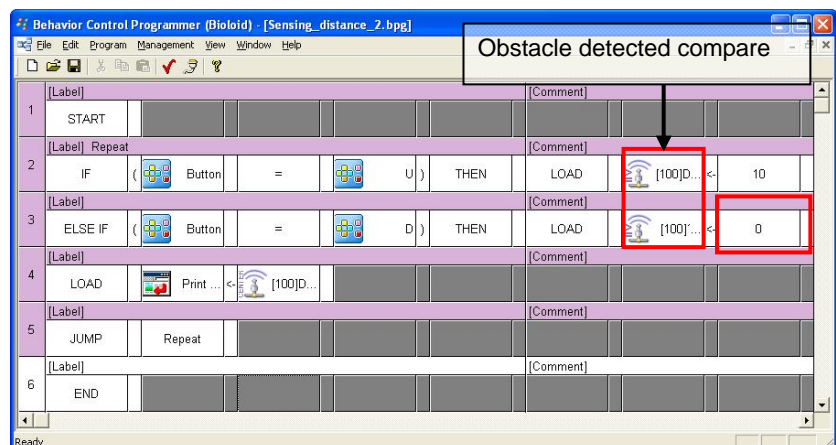 Behavior Control Programmer (Bioloid) - [Sensing_distance_2.bpg]
File Edit Program Management View Window Help
Obstacle detected compare
[Label] [Comment]
1 START
[Label] Repeat [Comment]
2 IF ( Button = U ) THEN LOAD [100]D... <- 10
[Label] [Comment]
3 ELSE IF ( Button = D ) THEN LOAD [100]'... <- 0
[Label] [Comment]
4 LOAD Print ... <- [100]D...
[Label] [Comment]
5 JUMP Repeat
[Label] [Comment]
6 END
Ready